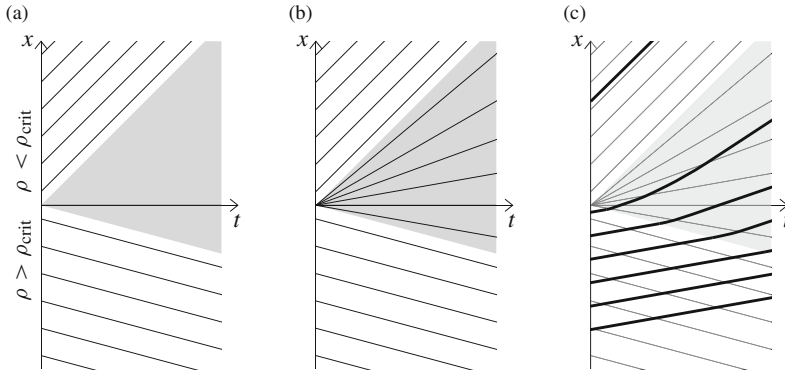 (a)
(b)
(c)
x
x
x
ρ < ρcrit
ρ > ρcrit
t
t
t